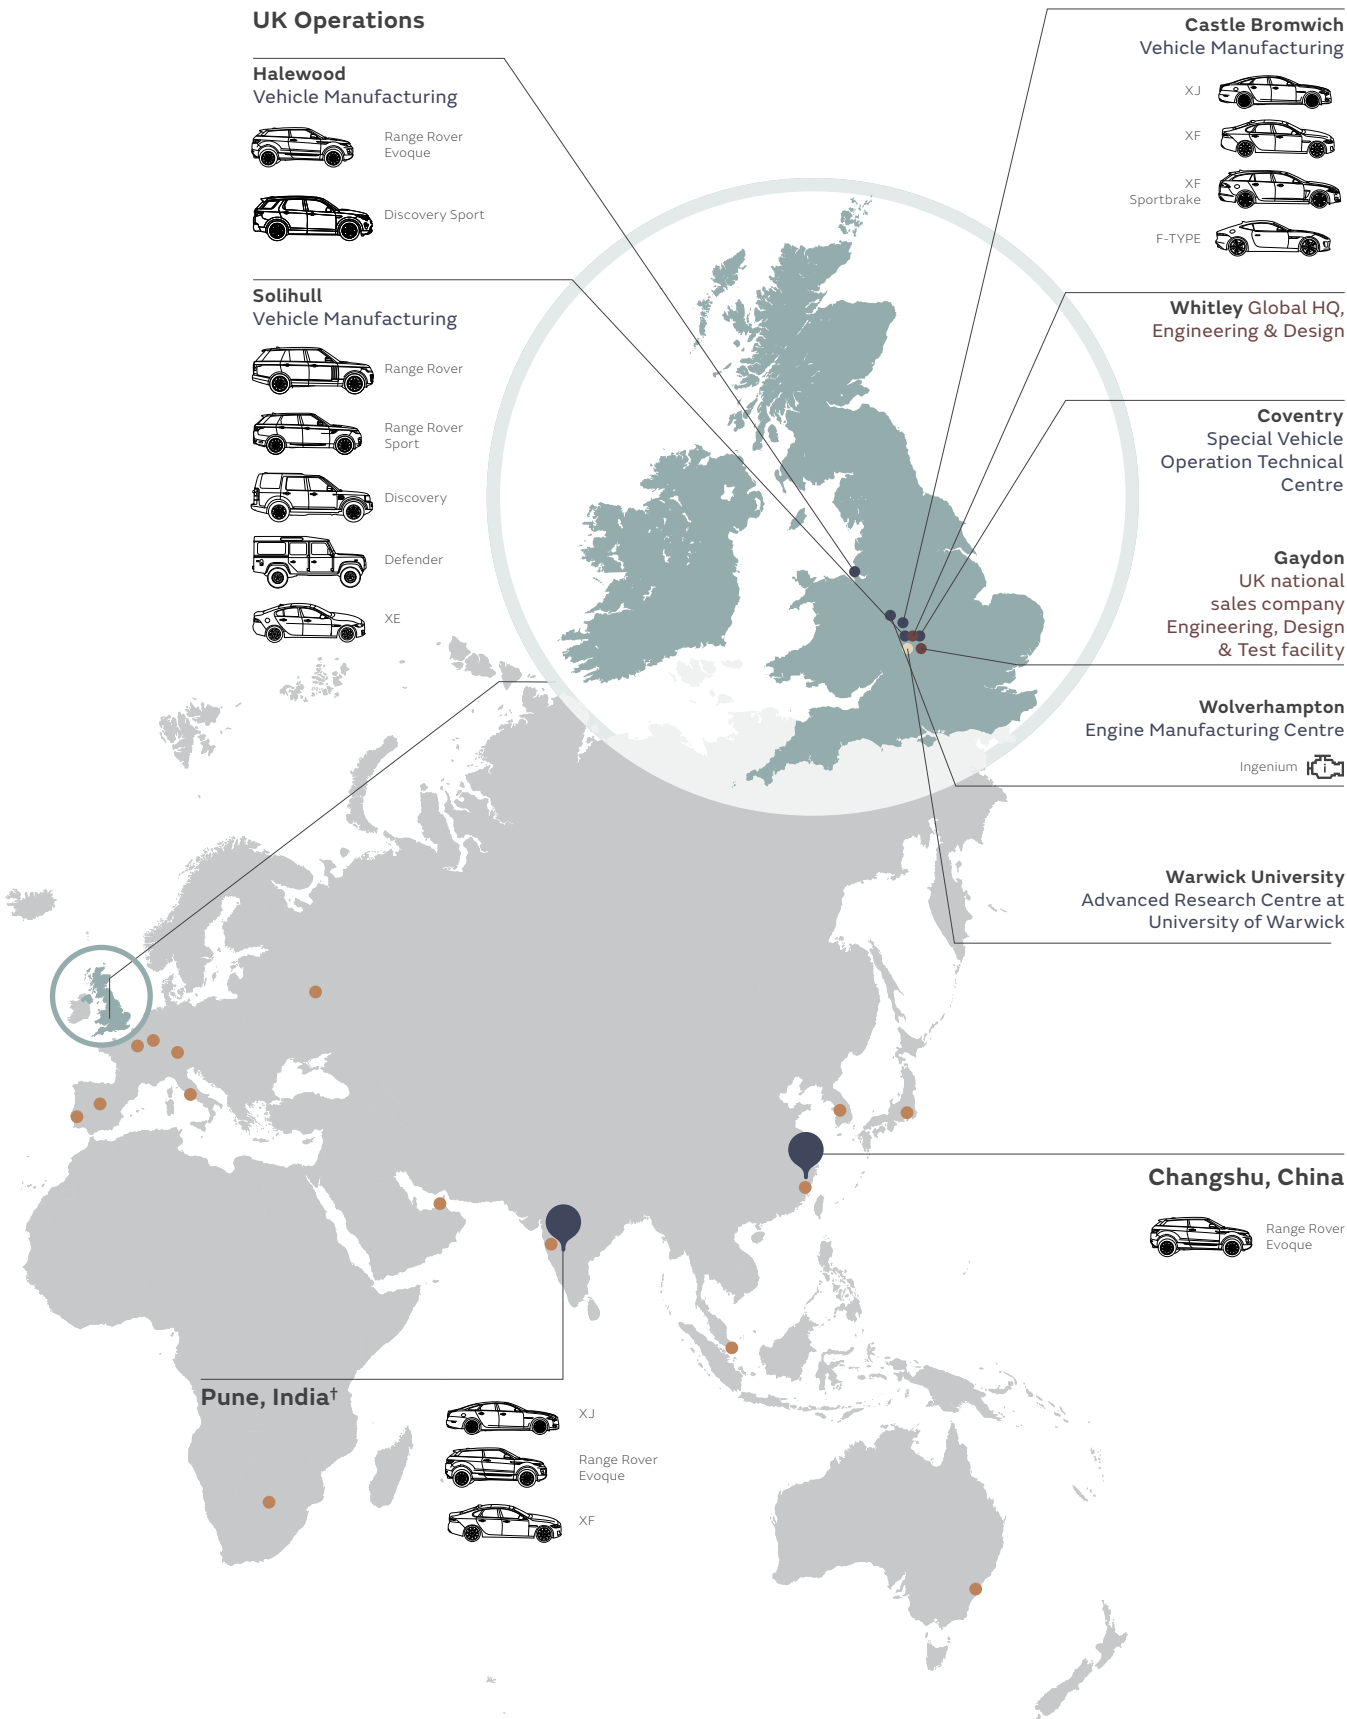 UK Operations
Halewood
Vehicle Manufacturing
Range Rover
Evoque
Discovery Sport
Solihull
Vehicle Manufacturing
Range Rover
Range Rover
Sport
Discovery
Defender
XE
Castle Bromwich
Vehicle Manufacturing
XJ
XF
XF
Sportbrake
F-TYPE
Whitley Global HQ,
Engineering & Design
Coventry
Special Vehicle
Operation Technical
Centre
Gaydon
UK national
sales company
Engineering, Design
& Test facility
Wolverhampton
Engine Manufacturing Centre
Ingenium
i
Warwick University
Advanced Research Centre at
University of Warwick
Changshu, China
Range Rover
Evoque
Pune, India†
XJ
Range Rover
Evoque
XF